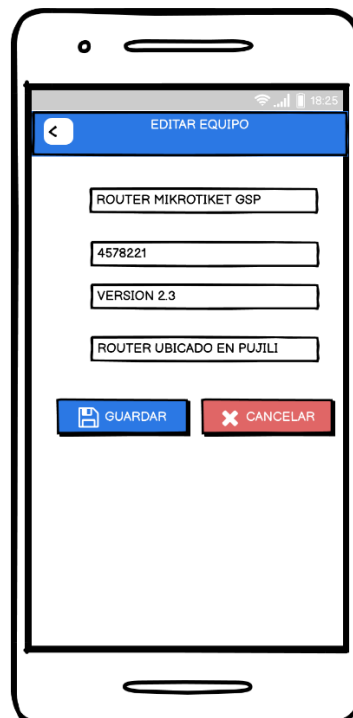 18:25
<
EDITAR EQUIPO
ROUTER MIKROTIKET GSP
4578221
VERSION 2.3
ROUTER UBICADO EN PUJILI
GUARDAR
CANCELAR